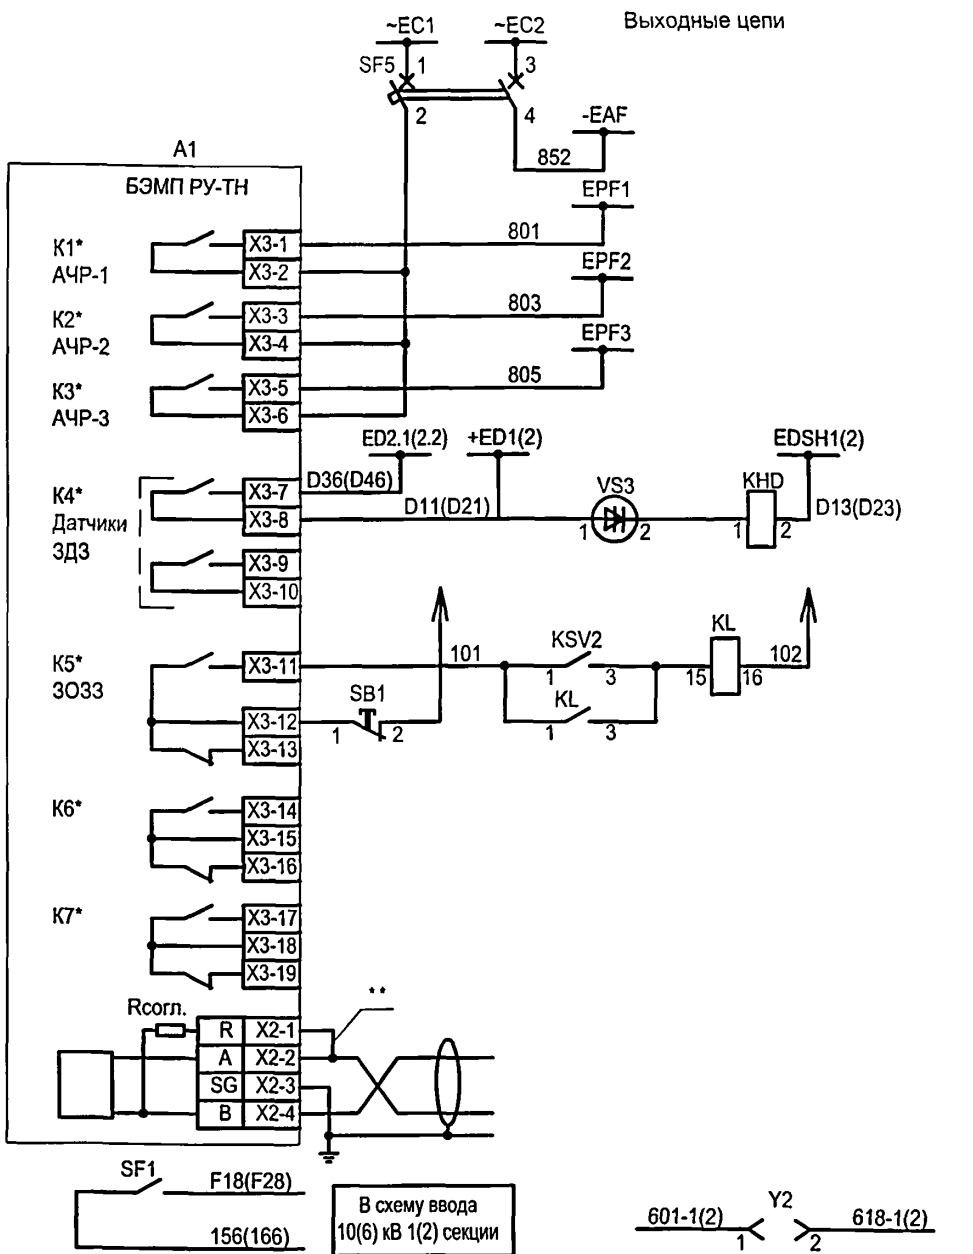 Выходные цепи
~EC1
~EC2
SF5
1
3
2
4
-EAF
852
A1
БЭМП РУ-ТН
EPF1
801
K1*
АЧР-1
X3-1
X3-2
EPF2
803
K2*
АЧР-2
X3-3
X3-4
EPF3
805
K3*
АЧР-3
X3-5
X3-6
ED2.1(2.2)
+ED1(2)
EDSH1(2)
D36(D46)
D11(D21)
VS3
1
2
KHD
1
2
D13(D23)
K4*
Датчики
ЗДЗ
X3-7
X3-8
X3-9
X3-10
K5*
ЗОЗЗ
X3-11
X3-12
X3-13
101
KSV2
1
3
KL
15
16
102
SB1
1
2
KL
1
3
K6*
X3-14
X3-15
X3-16
K7*
X3-17
X3-18
X3-19
**
Rсогл.
R
X2-1
A
X2-2
SG
X2-3
B
X2-4
SF1
F18(F28)
156(166)
В схему ввода
10(6) кВ 1(2) секции
601-1(2)
Y2
618-1(2)
1
2